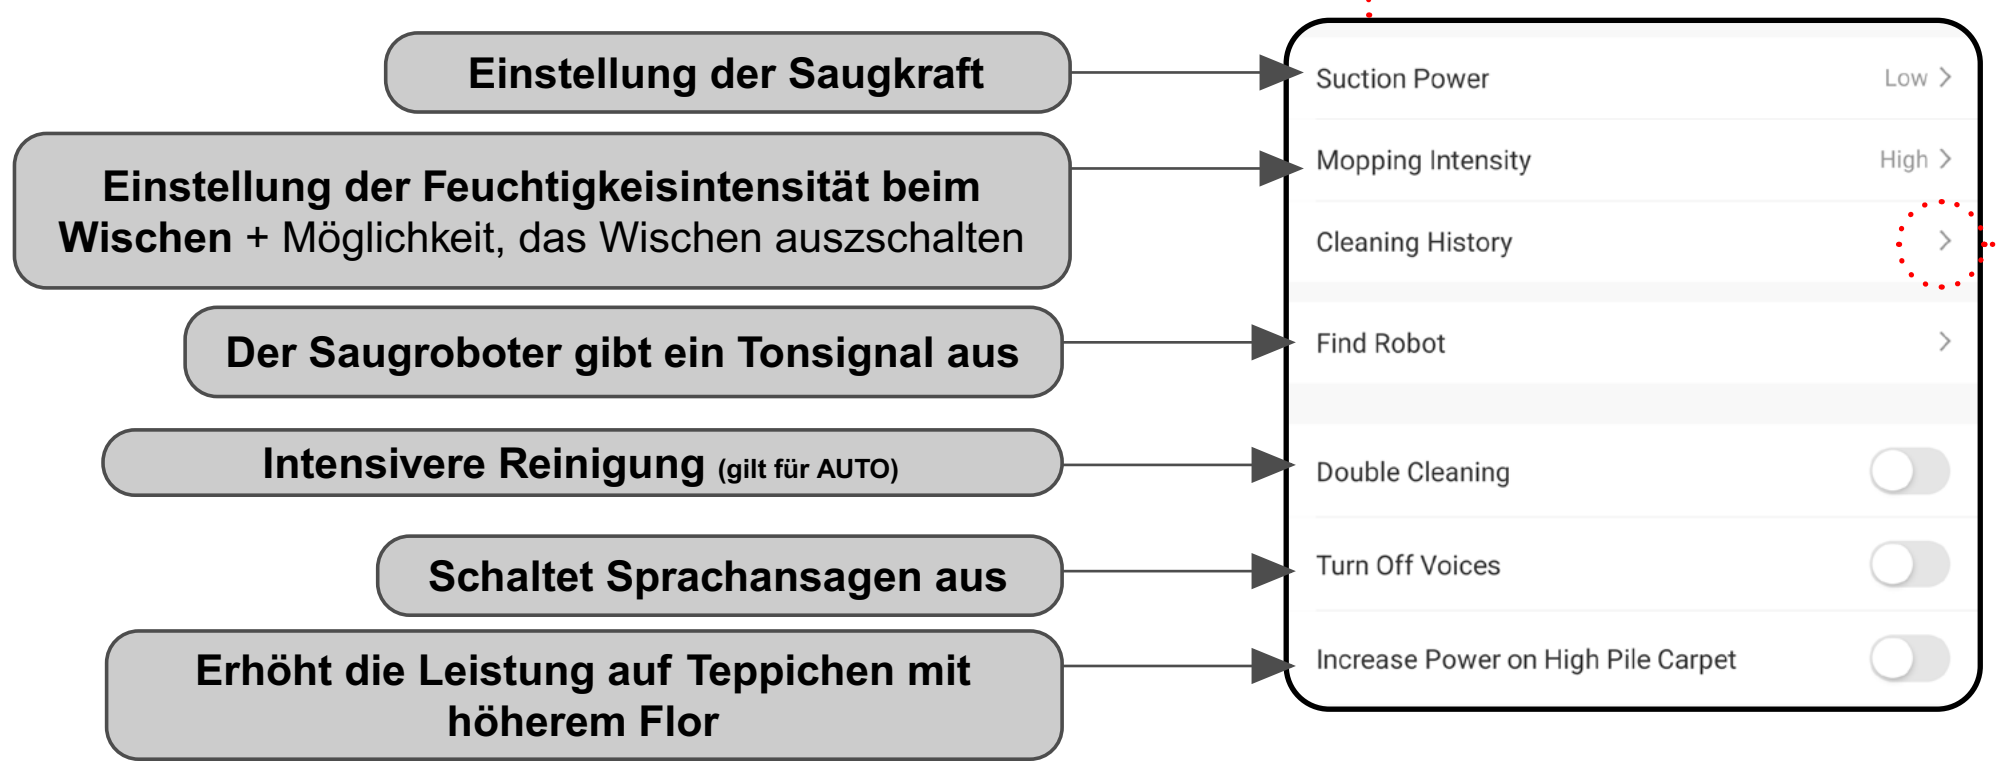 Einstellung der Saugkraft
Suction Power
Low >
Einstellung der Feuchtigkeisintensität beim
Wischen + Möglichkeit, das Wischen auszschalten
Mopping Intensity
High >
Cleaning History
>
Der Saugroboter gibt ein Tonsignal aus
Find Robot
>
Intensivere Reinigung (gilt für AUTO)
Double Cleaning
Schaltet Sprachansagen aus
Turn Off Voices
Erhöht die Leistung auf Teppichen mit
höherem Flor
Increase Power on High Pile Carpet